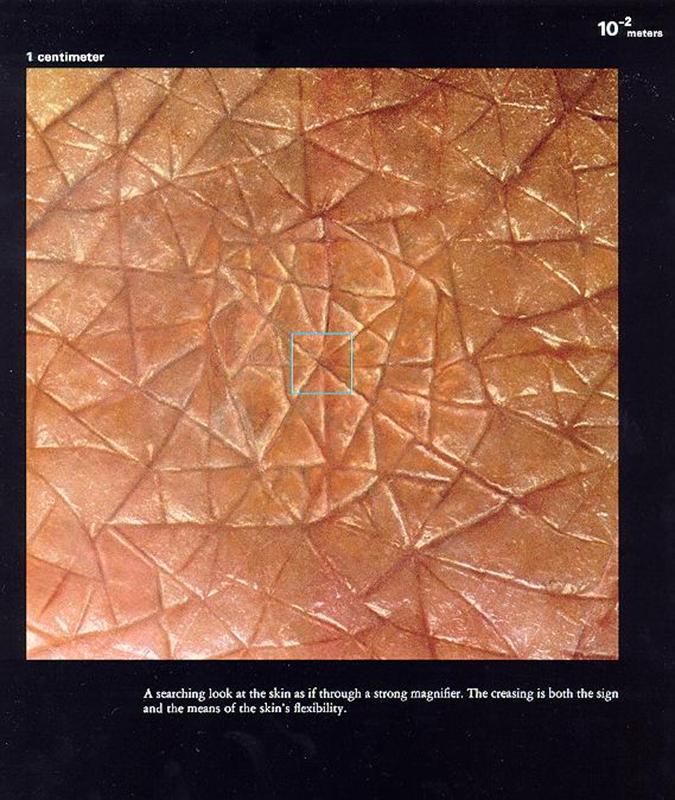 10⁻² meters
1 centimeter
A searching look at the skin as if through a strong magnifier. The creasing is both the sign
and the means of the skin's flexibility.